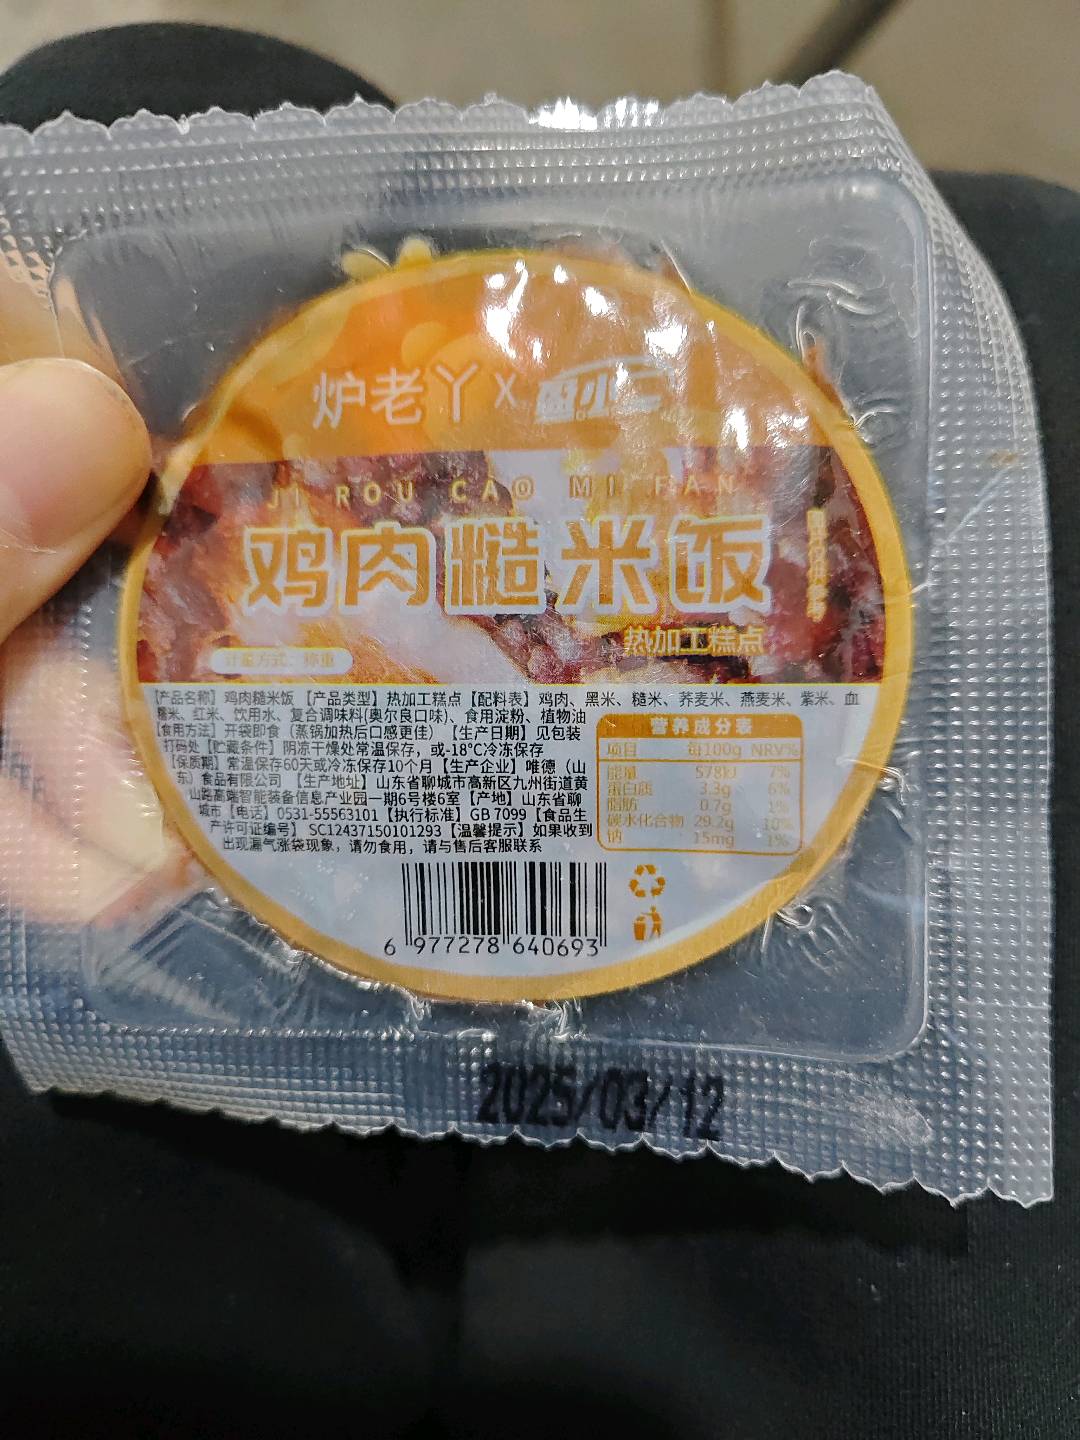 炉老丫 X 厨小二
JI ROU CAO MI FAN
鸡肉糙米饭
热加工糕点
计量方式：称重
【产品名称】鸡肉糙米饭 【产品类型】热加工糕点【配料表】鸡肉、黑米、糙米、荞麦米、燕麦米、紫米、血
糯米、红米、饮用水、复合调味料(奥尔良口味)、食用淀粉、植物油
【食用方法】开袋即食（蒸锅加热后口感更佳）【生产日期】见包装
打码处【贮藏条件】阴凉干燥处常温保存，或-18°C冷冻保存
【保质期】常温保存60天或冷冻保存10个月【生产企业】唯德（山
东）食品有限公司 【生产地址】山东省聊城市高新区九州街道黄
山路高端智能装备信息产业园一期6号楼6室【产地】山东省聊
城市【电话】0531-55563101【执行标准】GB 7099【食品生
产许可证编号】 SC12437150101293【温馨提示】如果收到
出现漏气涨袋现象，请勿食用，请与售后客服联系
营养成分表
项目 每100g NRV%
能量 578kJ 7%
蛋白质 3.3g 6%
脂肪 0.7g 1%
碳水化合物 29.2g 10%
钠 15mg 1%
6 977278 640693
2025/03/12